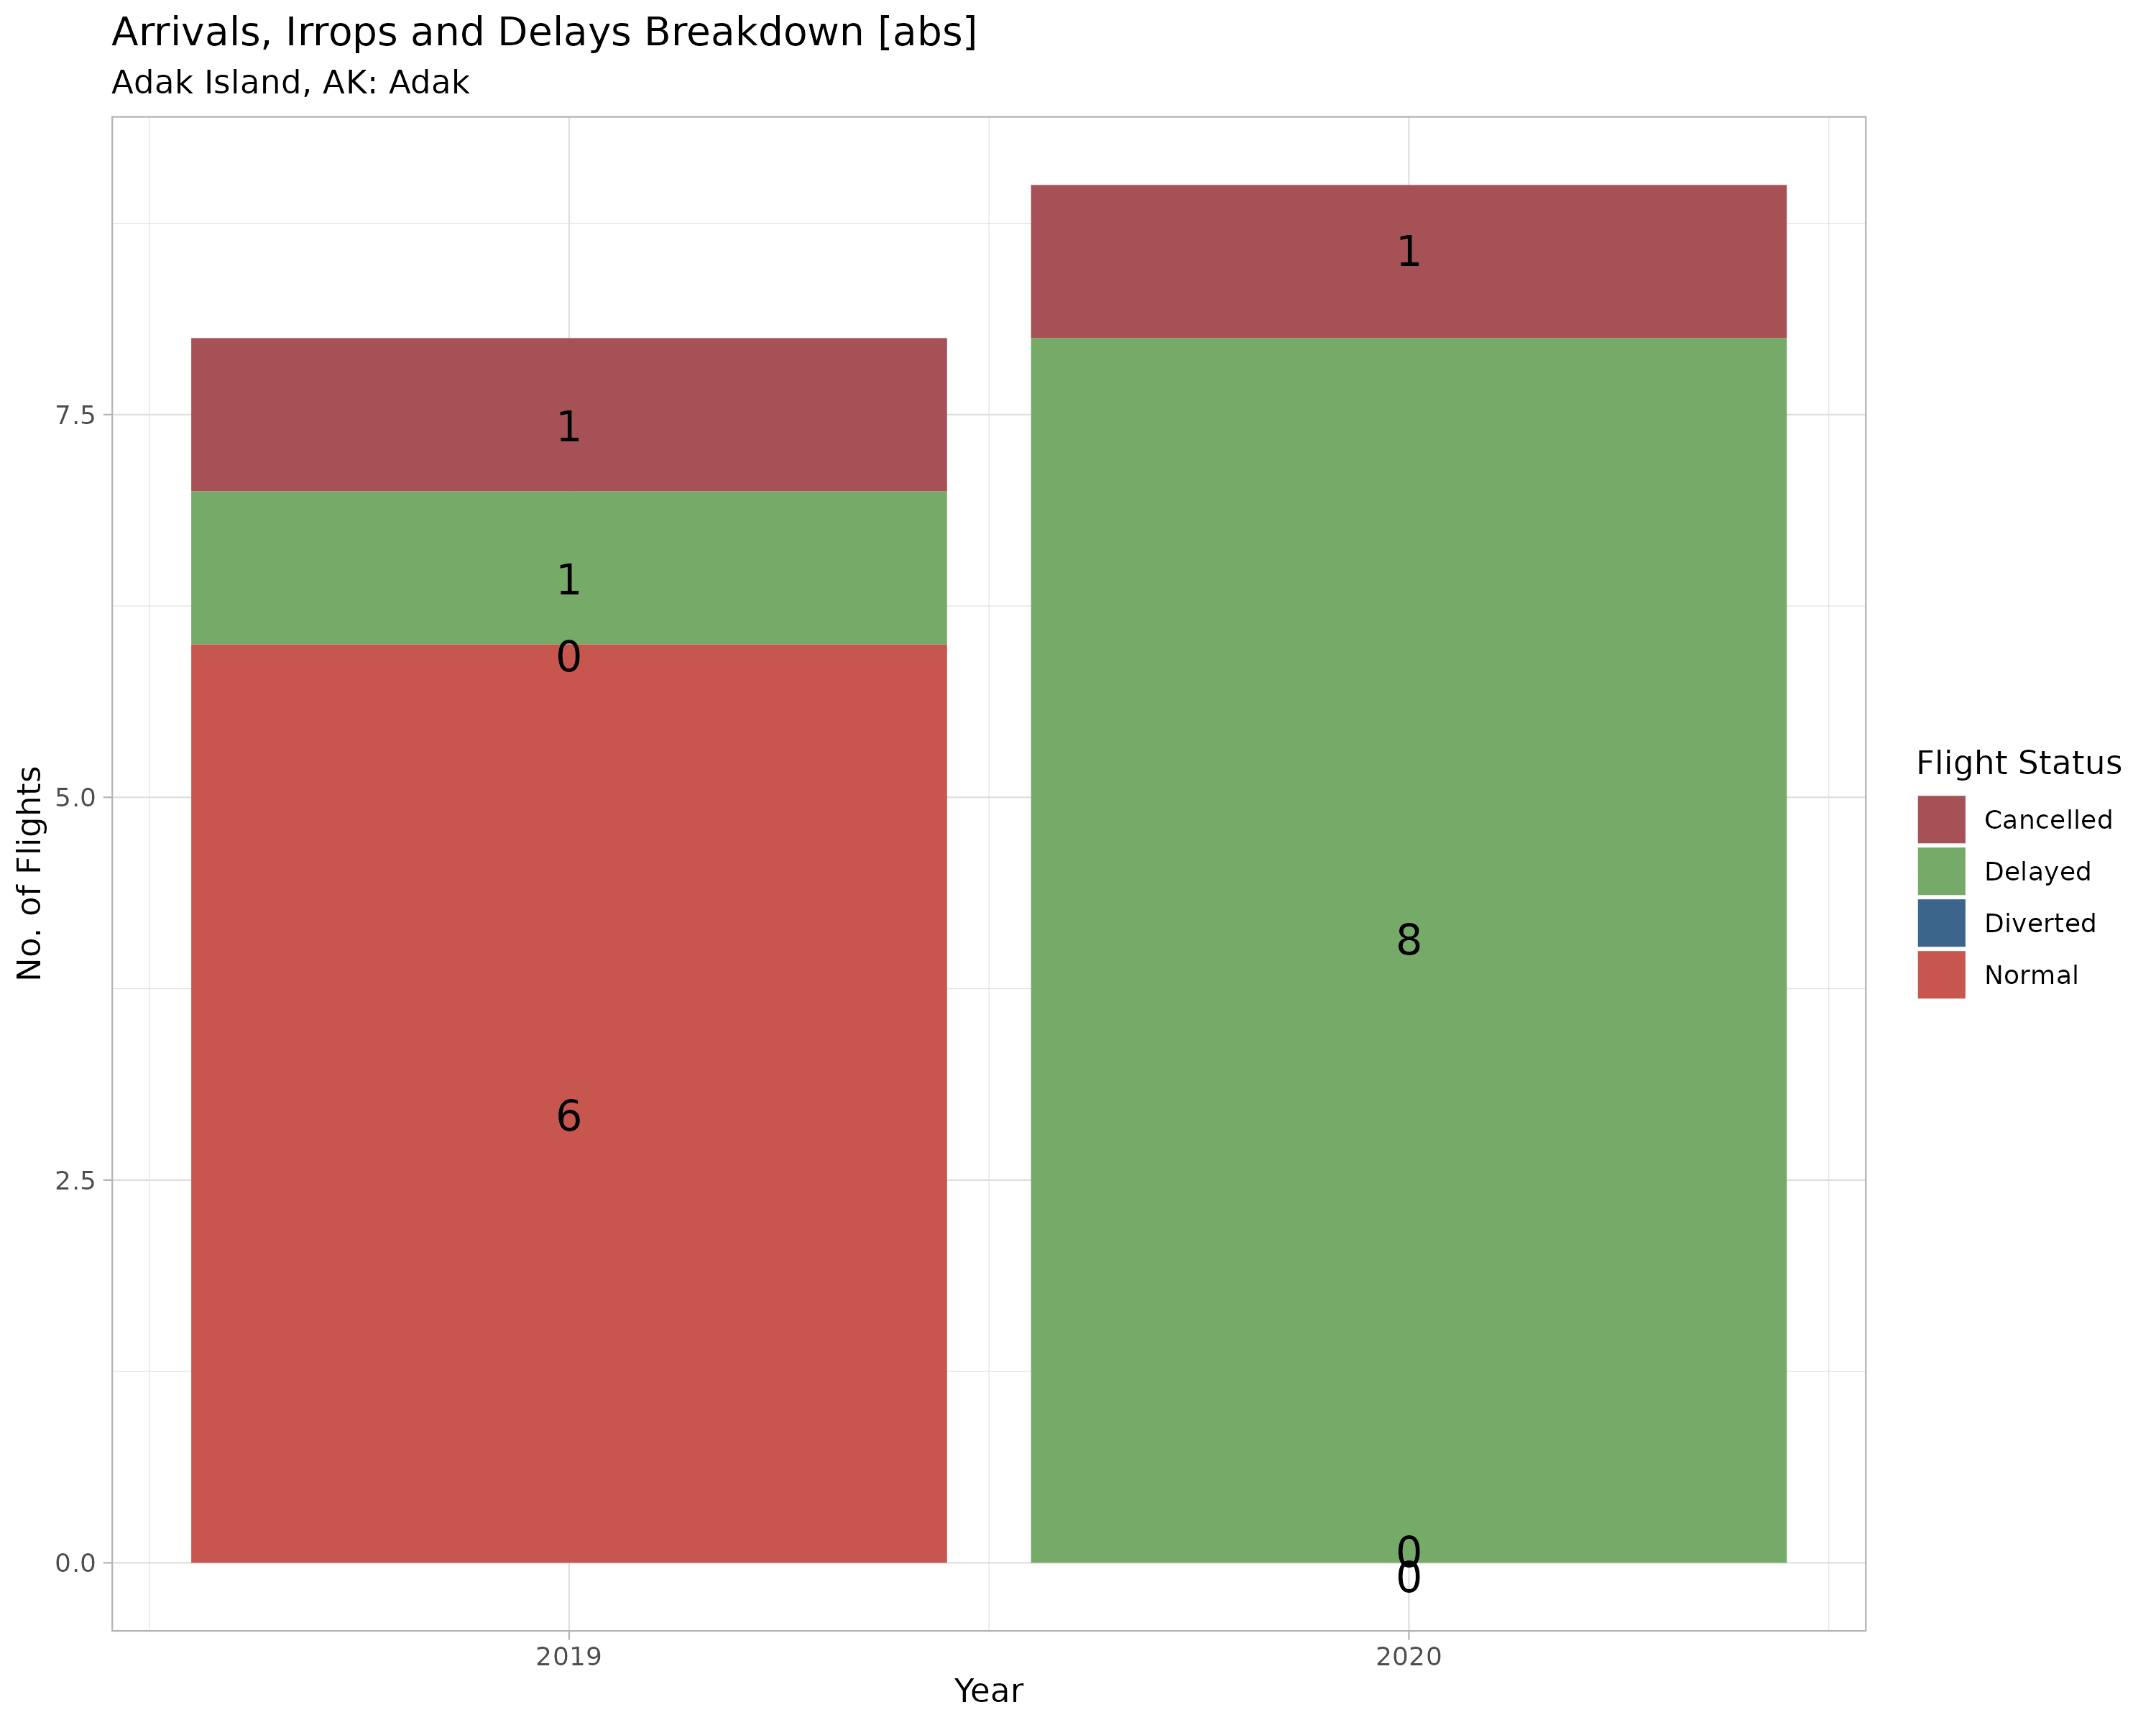 Arrivals, Irrops and Delays Breakdown [abs]
Adak Island, AK: Adak
No. of Flights
7.5
5.0
2.5
0.0
1
1
0
6
1
8
0
0
2019
2020
Year
Flight Status
Cancelled
Delayed
Diverted
Normal